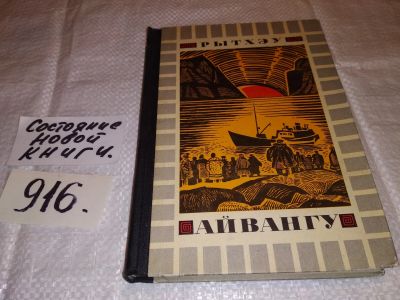 РЫТХЭУ
АЙВАНГУ
Состояние
новой
книги.
916.